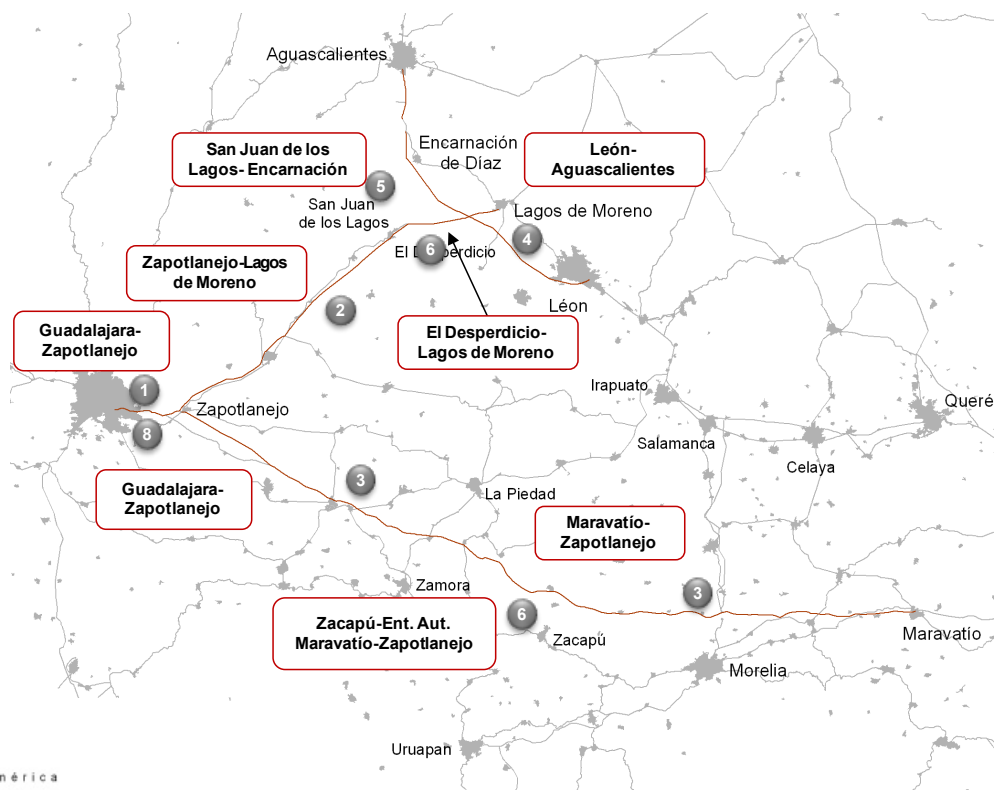 Aguascalientes
Encarnación
de Díaz
San Juan de los
Lagos- Encarnación
León-
Aguascalientes
5
San Juan
de los Lagos
Lagos de Moreno
4
6
El Desperdicio
Zapotlanejo-Lagos
de Moreno
2
Léon
Guadalajara-
Zapotlanejo
El Desperdicio-
Lagos de Moreno
1
Irapuato
Zapotlanejo
Queré
8
Salamanca
Celaya
3
La Piedad
Guadalajara-
Zapotlanejo
Maravatío-
Zapotlanejo
Zamora
3
6
Zacapú-Ent. Aut.
Maravatío-Zapotlanejo
Zacapú
Maravatío
Morelia
Uruapan
nérica